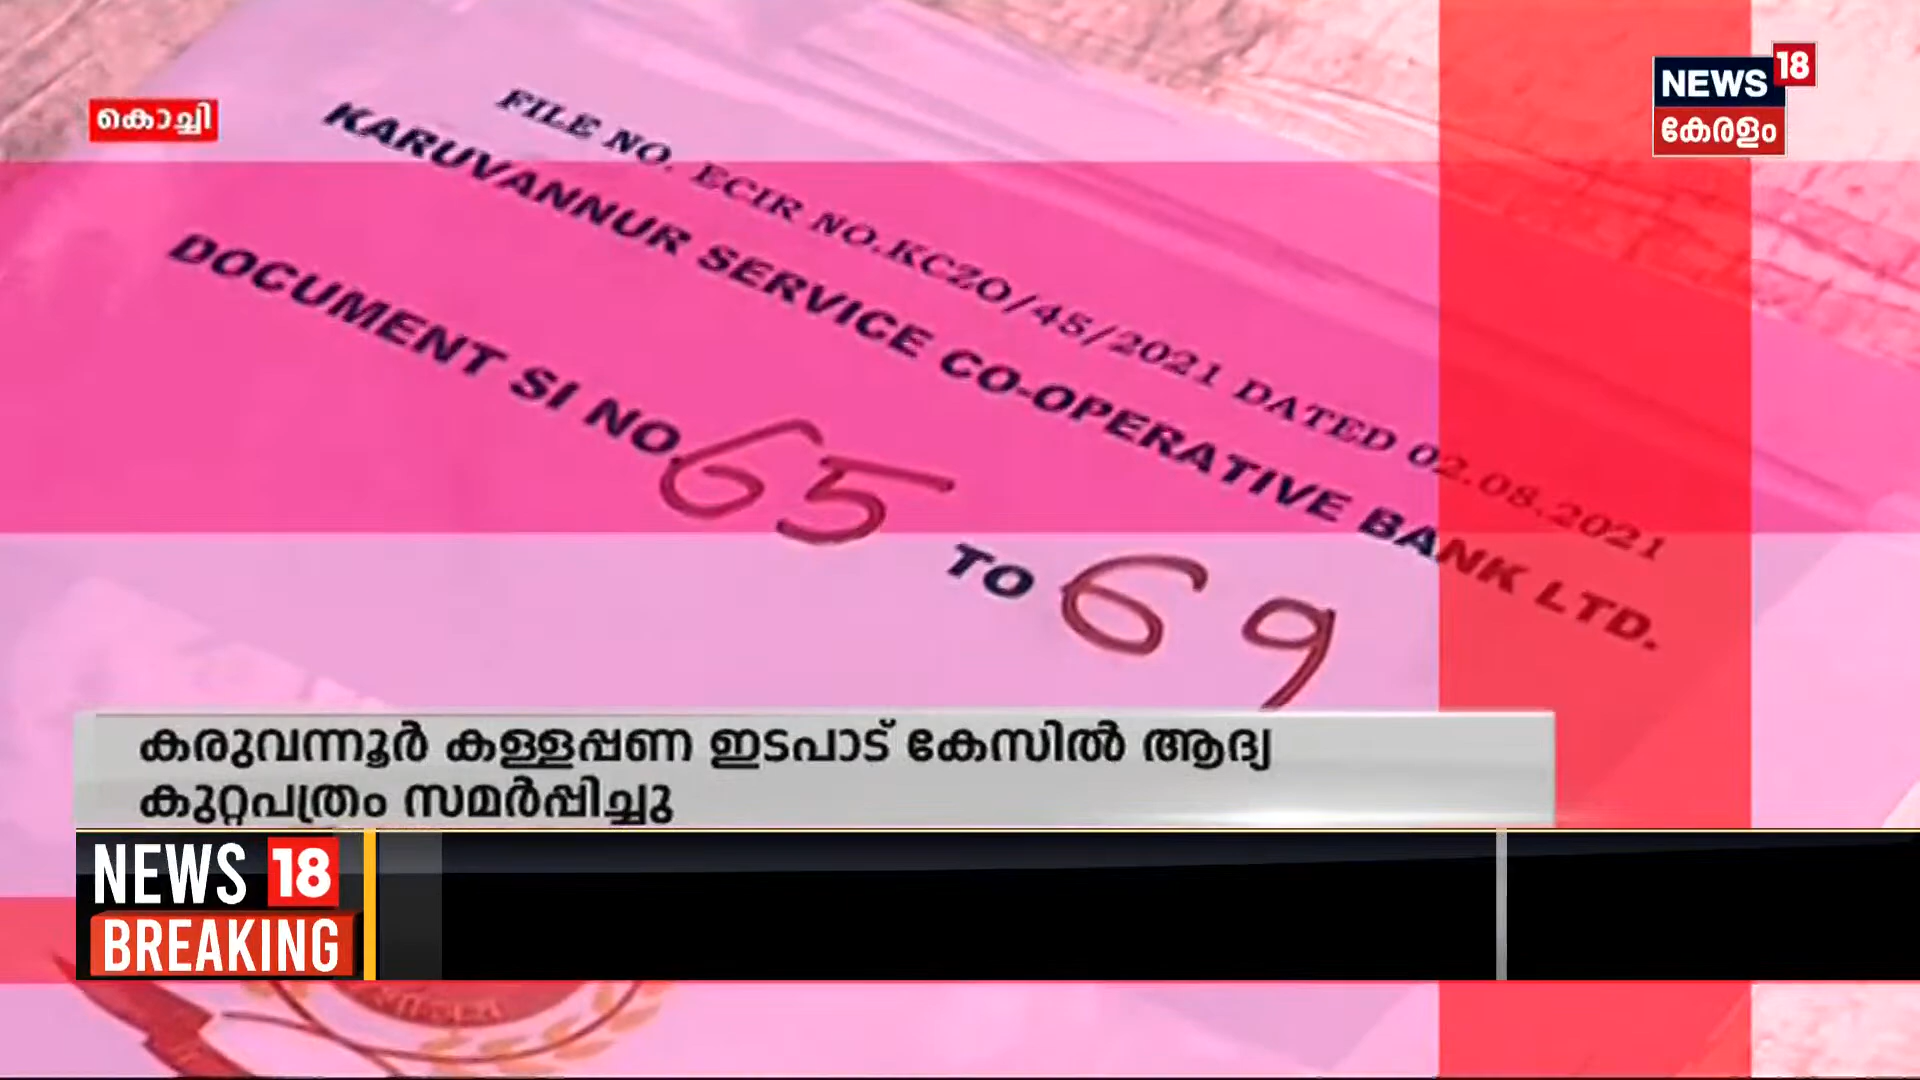 കൊച്ചി
NEWS 18
കേരളം
FILE NO. ECIR NO.KCZO/45/2021 DATED 02.08.2021
KARUVANNUR SERVICE CO-OPERATIVE BANK LTD.
DOCUMENT SI NO. 65 TO 69
കരുവന്നൂർ കള്ളപ്പണ ഇടപാട് കേസിൽ ആദ്യ
കുറ്റപത്രം സമർപ്പിച്ചു
NEWS 18
BREAKING